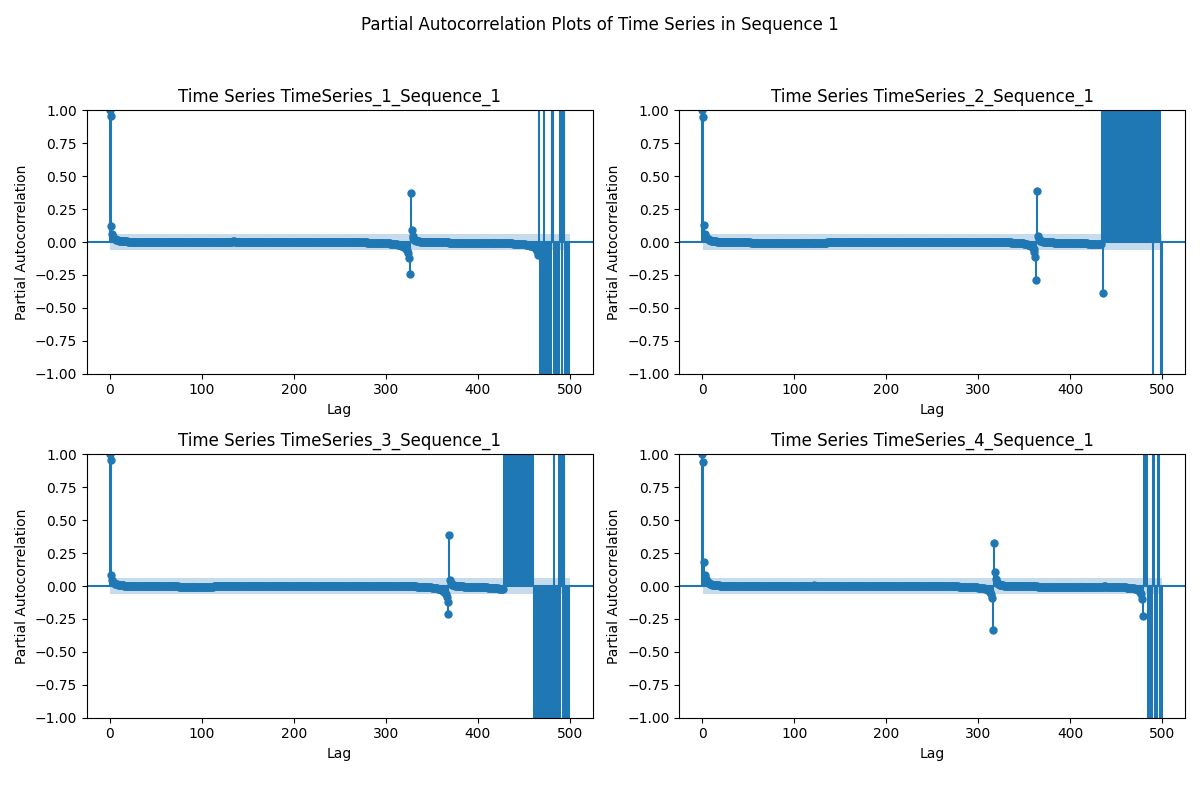 Partial Autocorrelation Plots of Time Series in Sequence 1
Time Series TimeSeries_1_Sequence_1
1.00
0.75
0.50
0.25
0.00
−0.25
−0.50
−0.75
−1.00
Partial Autocorrelation
0 100 200 300 400 500
Lag
Time Series TimeSeries_2_Sequence_1
1.00
0.75
0.50
0.25
0.00
−0.25
−0.50
−0.75
−1.00
Partial Autocorrelation
0 100 200 300 400 500
Lag
Time Series TimeSeries_3_Sequence_1
1.00
0.75
0.50
0.25
0.00
−0.25
−0.50
−0.75
−1.00
Partial Autocorrelation
0 100 200 300 400 500
Lag
Time Series TimeSeries_4_Sequence_1
1.00
0.75
0.50
0.25
0.00
−0.25
−0.50
−0.75
−1.00
Partial Autocorrelation
0 100 200 300 400 500
Lag